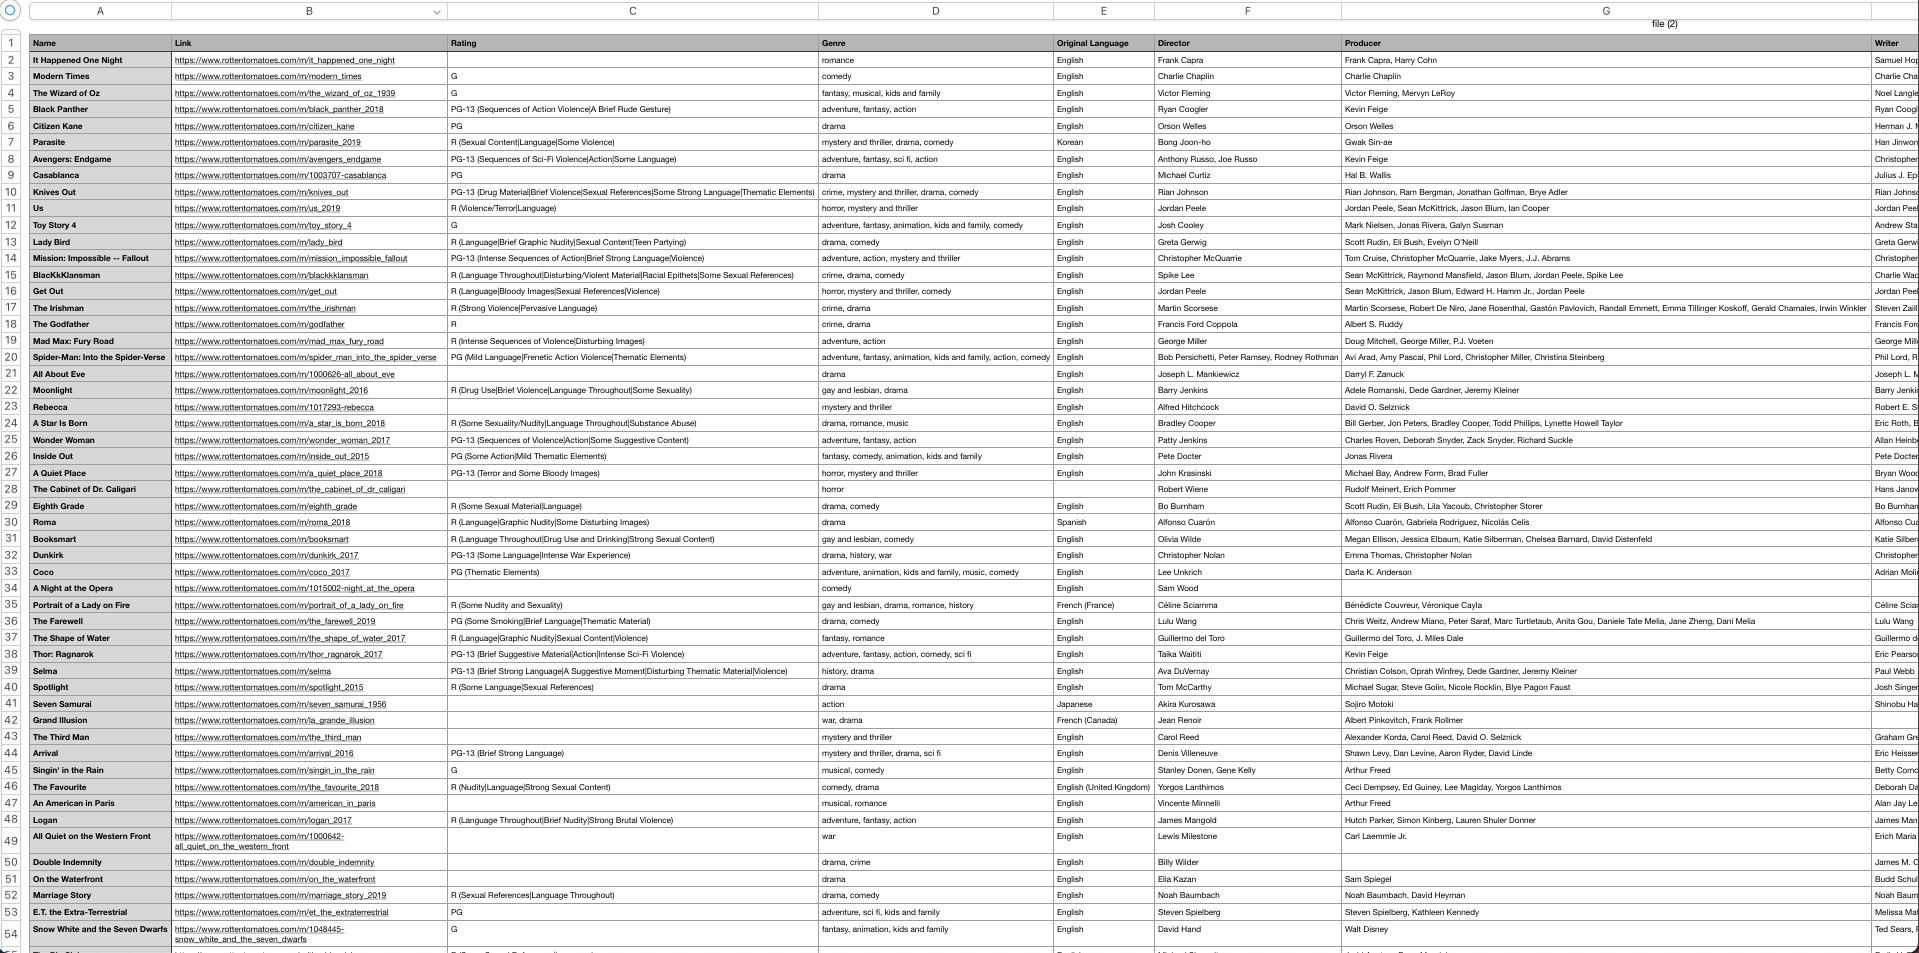 A B C D E F G
file (2)
1 Name Link Rating Genre Original Language Director Producer Writer
2 It Happened One Night https://www.rottentomatoes.com/m/it_happened_one_night romance English Frank Capra Frank Capra, Harry Cohn Samuel Hop
3 Modern Times https://www.rottentomatoes.com/m/modern_times G comedy English Charlie Chaplin Charlie Chaplin Charlie Cha
4 The Wizard of Oz https://www.rottentomatoes.com/m/the_wizard_of_oz_1939 G fantasy, musical, kids and family English Victor Fleming Victor Fleming, Mervyn LeRoy Noel Langle
5 Black Panther https://www.rottentomatoes.com/m/black_panther_2018 PG-13 (Sequences of Action Violence|A Brief Rude Gesture) adventure, fantasy, action English Ryan Coogler Kevin Feige Ryan Coogl
6 Citizen Kane https://www.rottentomatoes.com/m/citizen_kane PG drama English Orson Welles Orson Welles Herman J. M
7 Parasite https://www.rottentomatoes.com/m/parasite_2019 R (Sexual Content|Language|Some Violence) mystery and thriller, drama, comedy Korean Bong Joon-ho Gwak Sin-ae Han Jinwon
8 Avengers: Endgame https://www.rottentomatoes.com/m/avengers_endgame PG-13 (Sequences of Sci-Fi Violence|Action|Some Language) adventure, fantasy, sci fi, action English Anthony Russo, Joe Russo Kevin Feige Christopher
9 Casablanca https://www.rottentomatoes.com/m/1003707-casablanca PG drama English Michael Curtiz Hal B. Wallis Julius J. Ep
10 Knives Out https://www.rottentomatoes.com/m/knives_out PG-13 (Drug Material|Brief Violence|Sexual References|Some Strong Language|Thematic Elements) crime, mystery and thriller, drama, comedy English Rian Johnson Rian Johnson, Ram Bergman, Jonathan Golfman, Brye Adler Rian Johns
11 Us https://www.rottentomatoes.com/m/us_2019 R (Violence/Terror|Language) horror, mystery and thriller English Jordan Peele Jordan Peele, Sean McKittrick, Jason Blum, Ian Cooper Jordan Peel
12 Toy Story 4 https://www.rottentomatoes.com/m/toy_story_4 G adventure, fantasy, animation, kids and family, comedy English Josh Cooley Mark Nielsen, Jonas Rivera, Galyn Susman Andrew Sta
13 Lady Bird https://www.rottentomatoes.com/m/lady_bird R (Language|Brief Graphic Nudity|Sexual Content|Teen Partying) drama, comedy English Greta Gerwig Scott Rudin, Eli Bush, Evelyn O'Neill Greta Gerwi
14 Mission: Impossible -- Fallout https://www.rottentomatoes.com/m/mission_impossible_fallout PG-13 (Intense Sequences of Action|Brief Strong Language|Violence) adventure, action, mystery and thriller English Christopher McQuarrie Tom Cruise, Christopher McQuarrie, Jake Myers, J.J. Abrams Christopher
15 BlacKkKlansman https://www.rottentomatoes.com/m/blackkklansman R (Language Throughout|Disturbing/Violent Material|Racial Epithets|Some Sexual References) crime, drama, comedy English Spike Lee Sean McKittrick, Raymond Mansfield, Jason Blum, Jordan Peele, Spike Lee Charlie Wac
16 Get Out https://www.rottentomatoes.com/m/get_out R (Language|Bloody Images|Sexual References|Violence) horror, mystery and thriller, comedy English Jordan Peele Sean McKittrick, Jason Blum, Edward H. Hamm Jr., Jordan Peele Jordan Peel
17 The Irishman https://www.rottentomatoes.com/m/the_irishman R (Strong Violence|Pervasive Language) crime, drama English Martin Scorsese Martin Scorsese, Robert De Niro, Jane Rosenthal, Gastón Pavlovich, Randall Emmett, Emma Tillinger Koskoff, Gerald Chamales, Irwin Winkler Steven Zaill
18 The Godfather https://www.rottentomatoes.com/m/godfather R crime, drama English Francis Ford Coppola Albert S. Ruddy Francis Ford
19 Mad Max: Fury Road https://www.rottentomatoes.com/m/mad_max_fury_road R (Intense Sequences of Violence|Disturbing Images) adventure, action English George Miller Doug Mitchell, George Miller, P.J. Voeten George Mille
20 Spider-Man: Into the Spider-Verse https://www.rottentomatoes.com/m/spider_man_into_the_spider_verse PG (Mild Language|Frenetic Action Violence|Thematic Elements) adventure, fantasy, animation, kids and family, action, comedy English Bob Persichetti, Peter Ramsey, Rodney Rothman Avi Arad, Amy Pascal, Phil Lord, Christopher Miller, Christina Steinberg Phil Lord, R
21 All About Eve https://www.rottentomatoes.com/m/1000626-all_about_eve drama English Joseph L. Mankiewicz Darryl F. Zanuck Joseph L. M
22 Moonlight https://www.rottentomatoes.com/m/moonlight_2016 R (Drug Use|Brief Violence|Language Throughout|Some Sexuality) gay and lesbian, drama English Barry Jenkins Adele Romanski, Dede Gardner, Jeremy Kleiner Barry Jenki
23 Rebecca https://www.rottentomatoes.com/m/1017293-rebecca mystery and thriller English Alfred Hitchcock David O. Selznick Robert E. S
24 A Star Is Born https://www.rottentomatoes.com/m/a_star_is_born_2018 R (Some Sexuality/Nudity|Language Throughout|Substance Abuse) drama, romance, music English Bradley Cooper Bill Gerber, Jon Peters, Bradley Cooper, Todd Phillips, Lynette Howell Taylor Eric Roth, B
25 Wonder Woman https://www.rottentomatoes.com/m/wonder_woman_2017 PG-13 (Sequences of Violence|Action|Some Suggestive Content) adventure, fantasy, action English Patty Jenkins Charles Roven, Deborah Snyder, Zack Snyder, Richard Suckle Allan Heinb
26 Inside Out https://www.rottentomatoes.com/m/inside_out_2015 PG (Some Action|Mild Thematic Elements) fantasy, comedy, animation, kids and family English Pete Docter Jonas Rivera Pete Docter
27 A Quiet Place https://www.rottentomatoes.com/m/a_quiet_place_2018 PG-13 (Terror and Some Bloody Images) horror, mystery and thriller English John Krasinski Michael Bay, Andrew Form, Brad Fuller Bryan Wooc
28 The Cabinet of Dr. Caligari https://www.rottentomatoes.com/m/the_cabinet_of_dr_caligari horror Robert Wiene Rudolf Meinert, Erich Pommer Hans Janow
29 Eighth Grade https://www.rottentomatoes.com/m/eighth_grade R (Some Sexual Material|Language) drama, comedy English Bo Burnham Scott Rudin, Eli Bush, Lila Yacoub, Christopher Storer Bo Burnham
30 Roma https://www.rottentomatoes.com/m/roma_2018 R (Language|Graphic Nudity|Some Disturbing Images) drama Spanish Alfonso Cuarón Alfonso Cuarón, Gabriela Rodriguez, Nicolás Celis Alfonso Cua
31 Booksmart https://www.rottentomatoes.com/m/booksmart R (Language Throughout|Drug Use and Drinking|Strong Sexual Content) gay and lesbian, comedy English Olivia Wilde Megan Ellison, Jessica Elbaum, Katie Silberman, Chelsea Barnard, David Distenfeld Katie Silber
32 Dunkirk https://www.rottentomatoes.com/m/dunkirk_2017 PG-13 (Some Language|Intense War Experience) drama, history, war English Christopher Nolan Emma Thomas, Christopher Nolan Christopher
33 Coco https://www.rottentomatoes.com/m/coco_2017 PG (Thematic Elements) adventure, animation, kids and family, music, comedy English Lee Unkrich Darla K. Anderson Adrian Molin
34 A Night at the Opera https://www.rottentomatoes.com/m/1015002-night_at_the_opera comedy English Sam Wood
35 Portrait of a Lady on Fire https://www.rottentomatoes.com/m/portrait_of_a_lady_on_fire R (Some Nudity and Sexuality) gay and lesbian, drama, romance, history French (France) Céline Sciamma Bénédicte Couvreur, Véronique Cayla Céline Sciar
36 The Farewell https://www.rottentomatoes.com/m/the_farewell_2019 PG (Some Smoking|Brief Language|Thematic Material) drama, comedy English Lulu Wang Chris Weitz, Andrew Miano, Peter Saraf, Marc Turtletaub, Anita Gou, Daniele Tate Melia, Jane Zheng, Dani Melia Lulu Wang
37 The Shape of Water https://www.rottentomatoes.com/m/the_shape_of_water_2017 R (Language|Graphic Nudity|Sexual Content|Violence) fantasy, romance English Guillermo del Toro Guillermo del Toro, J. Miles Dale Guillermo de
38 Thor: Ragnarok https://www.rottentomatoes.com/m/thor_ragnarok_2017 PG-13 (Brief Suggestive Material|Action|Intense Sci-Fi Violence) adventure, fantasy, action, comedy, sci fi English Taika Waititi Kevin Feige Eric Pearson
39 Selma https://www.rottentomatoes.com/m/selma PG-13 (Brief Strong Language|A Suggestive Moment|Disturbing Thematic Material|Violence) history, drama English Ava DuVernay Christian Colson, Oprah Winfrey, Dede Gardner, Jeremy Kleiner Paul Webb
40 Spotlight https://www.rottentomatoes.com/m/spotlight_2015 R (Some Language|Sexual References) drama English Tom McCarthy Michael Sugar, Steve Golin, Nicole Rocklin, Blye Pagon Faust Josh Singer
41 Seven Samurai https://www.rottentomatoes.com/m/seven_samurai_1956 action Japanese Akira Kurosawa Sojiro Motoki Shinobu Ha
42 Grand Illusion https://www.rottentomatoes.com/m/la_grande_illusion war, drama French (Canada) Jean Renoir Albert Pinkovitch, Frank Rollmer
43 The Third Man https://www.rottentomatoes.com/m/the_third_man mystery and thriller English Carol Reed Alexander Korda, Carol Reed, David O. Selznick Graham Gre
44 Arrival https://www.rottentomatoes.com/m/arrival_2016 PG-13 (Brief Strong Language) mystery and thriller, drama, sci fi English Denis Villeneuve Shawn Levy, Dan Levine, Aaron Ryder, David Linde Eric Heisser
45 Singin' in the Rain https://www.rottentomatoes.com/m/singin_in_the_rain G musical, comedy English Stanley Donen, Gene Kelly Arthur Freed Betty Comd
46 The Favourite https://www.rottentomatoes.com/m/the_favourite_2018 R (Nudity|Language|Strong Sexual Content) comedy, drama English (United Kingdom) Yorgos Lanthimos Ceci Dempsey, Ed Guiney, Lee Magiday, Yorgos Lanthimos Deborah Da
47 An American in Paris https://www.rottentomatoes.com/m/american_in_paris musical, romance English Vincente Minnelli Arthur Freed Alan Jay Le
48 Logan https://www.rottentomatoes.com/m/logan_2017 R (Language Throughout|Brief Nudity|Strong Brutal Violence) adventure, fantasy, action English James Mangold Hutch Parker, Simon Kinberg, Lauren Shuler Donner James Man
49 All Quiet on the Western Front https://www.rottentomatoes.com/m/1000642- war English Lewis Milestone Carl Laemmle Jr. Erich Maria
all_quiet_on_the_western_front
50 Double Indemnity https://www.rottentomatoes.com/m/double_indemnity drama, crime English Billy Wilder James M. C
51 On the Waterfront https://www.rottentomatoes.com/m/on_the_waterfront drama English Elia Kazan Sam Spiegel Budd Schul
52 Marriage Story https://www.rottentomatoes.com/m/marriage_story_2019 R (Sexual References|Language Throughout) drama, comedy English Noah Baumbach Noah Baumbach, David Heyman Noah Baum
53 E.T. the Extra-Terrestrial https://www.rottentomatoes.com/m/et_the_extraterrestrial PG adventure, sci fi, kids and family English Steven Spielberg Steven Spielberg, Kathleen Kennedy Melissa Mat
54 Snow White and the Seven Dwarfs https://www.rottentomatoes.com/m/1048445- G fantasy, animation, kids and family English David Hand Walt Disney Ted Sears, F
snow_white_and_the_seven_dwarfs